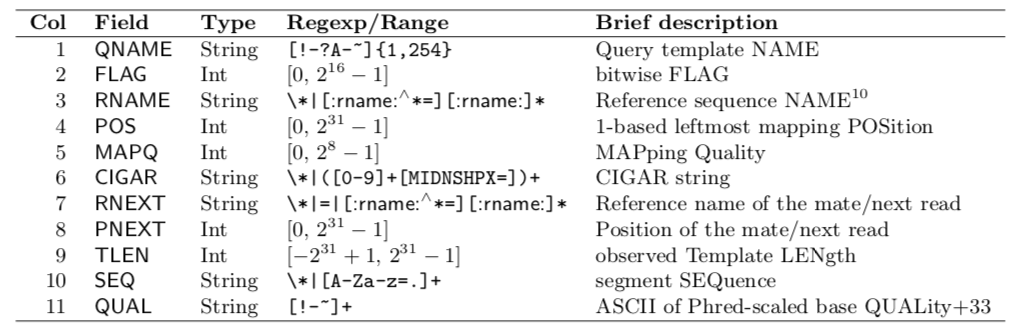 Col Field Type Regexp/Range Brief description
1 QNAME String [!-?A-~]{1,254} Query template NAME
2 FLAG Int [0, 2^16 − 1] bitwise FLAG
3 RNAME String \*|[:rname:^*=][:rname:]* Reference sequence NAME^10
4 POS Int [0, 2^31 − 1] 1-based leftmost mapping POSition
5 MAPQ Int [0, 2^8 − 1] MAPping Quality
6 CIGAR String \*|([0-9]+[MIDNSHPX=])+ CIGAR string
7 RNEXT String \*|=|[:rname:^*=][:rname:]* Reference name of the mate/next read
8 PNEXT Int [0, 2^31 − 1] Position of the mate/next read
9 TLEN Int [−2^31 + 1, 2^31 − 1] observed Template LENgth
10 SEQ String \*|[A-Za-z=.]+ segment SEQuence
11 QUAL String [!-~]+ ASCII of Phred-scaled base QUALity+33